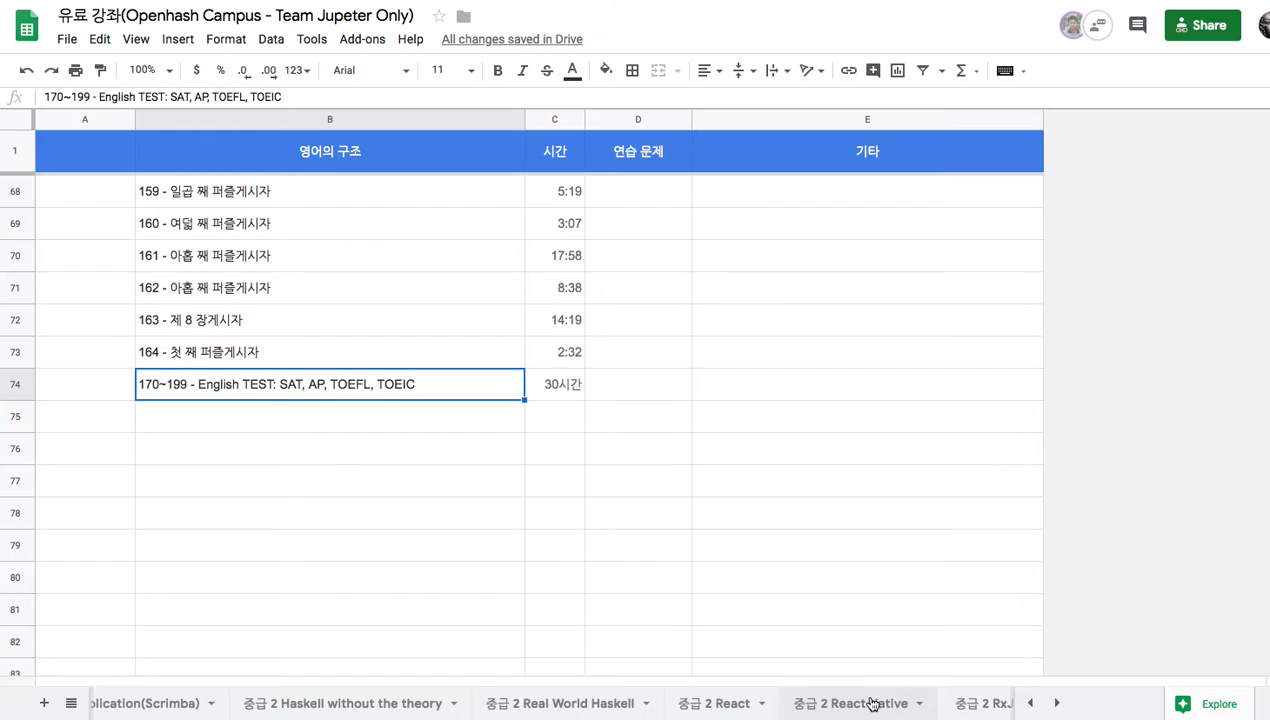 유료 강좌(Openhash Campus - Team Jupeter Only)
File Edit View Insert Format Data Tools Add-ons Help All changes saved in Drive
Share
100% $ % .0 .00 123 Arial 11 B I S A
fx 170~199 - English TEST: SAT, AP, TOEFL, TOEIC
A B C D E
1 영어의 구조 시간 연습 문제 기타
68 159 - 일곱 째 퍼즐게시자 5:19
69 160 - 여덟 째 퍼즐게시자 3:07
70 161 - 아홉 째 퍼즐게시자 17:58
71 162 - 아홉 째 퍼즐게시자 8:38
72 163 - 제 8 장게시자 14:19
73 164 - 첫 째 퍼즐게시자 2:32
74 170~199 - English TEST: SAT, AP, TOEFL, TOEIC 30시간
75
76
77
78
79
80
81
82
83
plication(Scrimba) 중급 2 Haskell without the theory 중급 2 Real World Haskell 중급 2 React 중급 2 React Native 중급 2 RxJ Explore